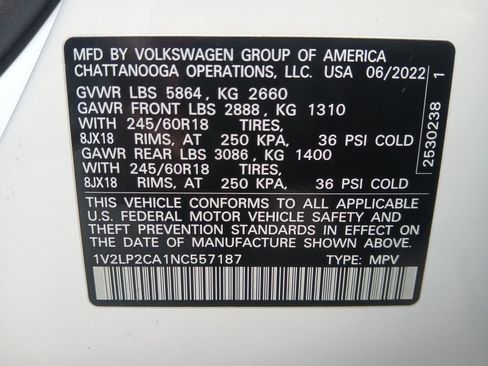 MFD BY VOLKSWAGEN GROUP OF AMERICA
CHATTANOOGA OPERATIONS, LLC. USA 06/2022
GVWR LBS 5864, KG 2660
GAWR FRONT LBS 2888, KG 1310
WITH 245/60R18 TIRES,
8JX18 RIMS, AT 250 KPA, 36 PSI COLD
GAWR REAR LBS 3086, KG 1400
WITH 245/60R18 TIRES,
8JX18 RIMS, AT 250 KPA, 36 PSI COLD
THIS VEHICLE CONFORMS TO ALL APPLICABLE
U.S. FEDERAL MOTOR VEHICLE SAFETY AND
THEFT PREVENTION STANDARDS IN EFFECT ON
THE DATE OF MANUFACTURE SHOWN ABOVE.
1V2LP2CA1NC557187 TYPE: MPV
2530238 1